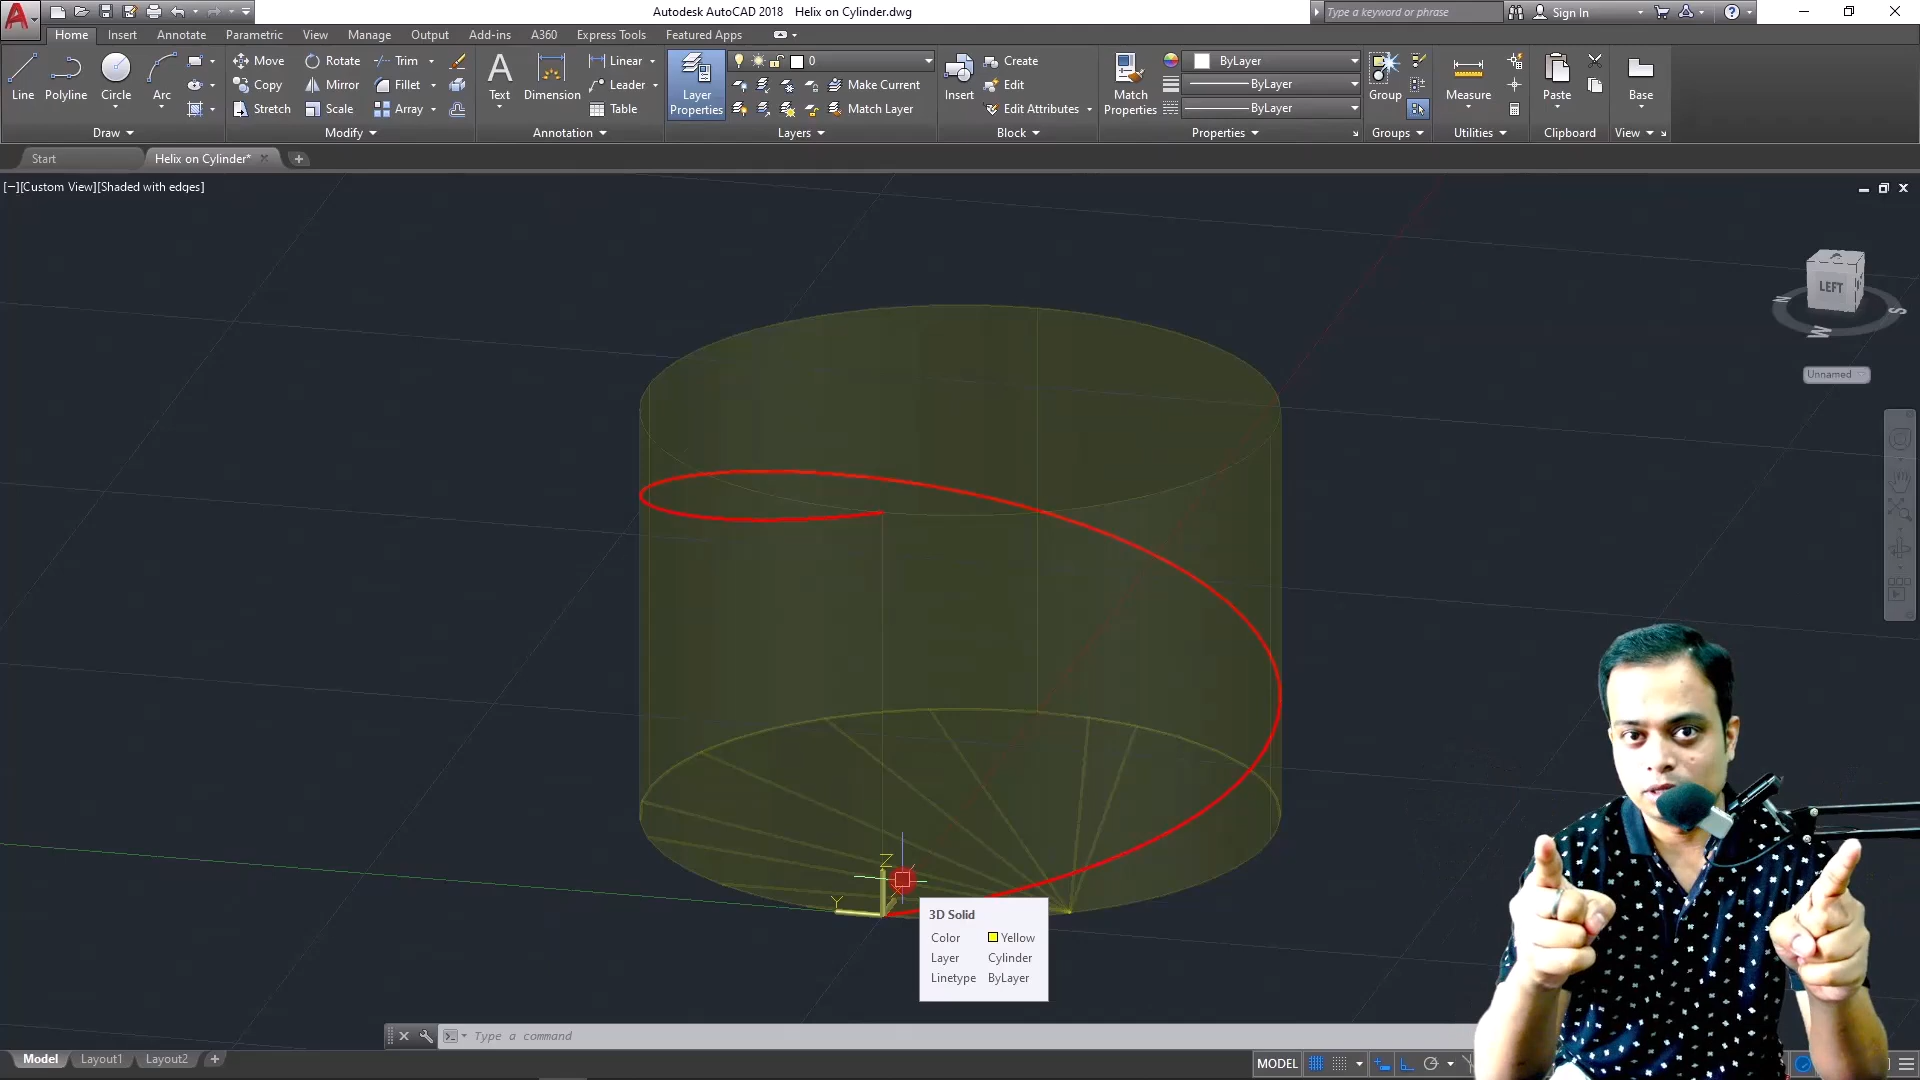 Autodesk AutoCAD 2018 Helix on Cylinder.dwg
Type a keyword or phrase
Sign In
Home Insert Annotate Parametric View Manage Output Add-ins A360 Express Tools Featured Apps
Line Polyline Circle Arc
Draw
Move Rotate Trim
Copy Mirror Fillet
Stretch Scale Array
Modify
Text Dimension
Linear
Leader
Table
Annotation
Layer Properties
0
Make Current
Match Layer
Layers
Insert
Create
Edit
Edit Attributes
Block
Match Properties
ByLayer
ByLayer
ByLayer
Properties
Group
Groups
Measure
Utilities
Paste
Clipboard
Base
View
Start
Helix on Cylinder*
[−][Custom View][Shaded with edges]
LEFT
N
S
W
Unnamed
Z
Y
3D Solid
Color Yellow
Layer Cylinder
Linetype ByLayer
Type a command
Model Layout1 Layout2
MODEL